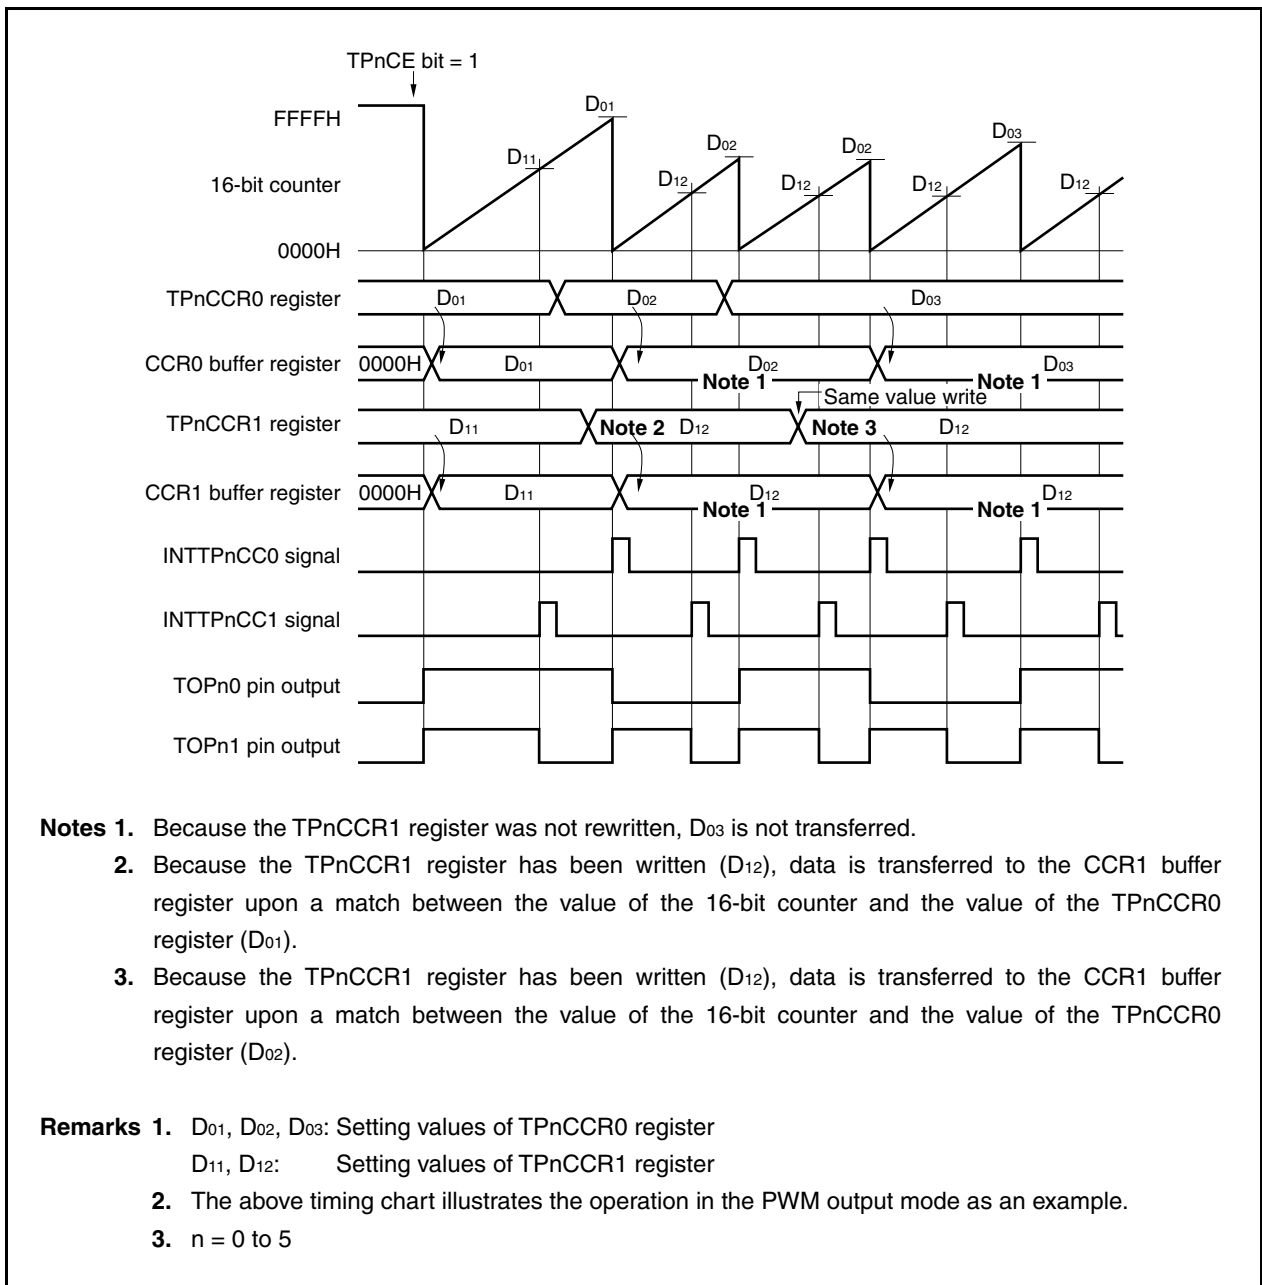 TPnCE bit = 1
FFFFH
D01
D03
D02
D02
D11
16-bit counter
D12
D12
D12
D12
0000H
TPnCCR0 register
D01
D02
D03
CCR0 buffer register
0000H
D01
D02
D03
Note 1
Note 1
Same value write
TPnCCR1 register
D11
Note 2
D12
Note 3
D12
CCR1 buffer register
0000H
D11
D12
D12
Note 1
Note 1
INTTPnCC0 signal
INTTPnCC1 signal
TOPn0 pin output
TOPn1 pin output
Notes 1. Because the TPnCCR1 register was not rewritten, D03 is not transferred.
2. Because the TPnCCR1 register has been written (D12), data is transferred to the CCR1 buffer
register upon a match between the value of the 16-bit counter and the value of the TPnCCR0
register (D01).
3. Because the TPnCCR1 register has been written (D12), data is transferred to the CCR1 buffer
register upon a match between the value of the 16-bit counter and the value of the TPnCCR0
register (D02).
Remarks 1. D01, D02, D03: Setting values of TPnCCR0 register
D11, D12: Setting values of TPnCCR1 register
2. The above timing chart illustrates the operation in the PWM output mode as an example.
3. n = 0 to 5